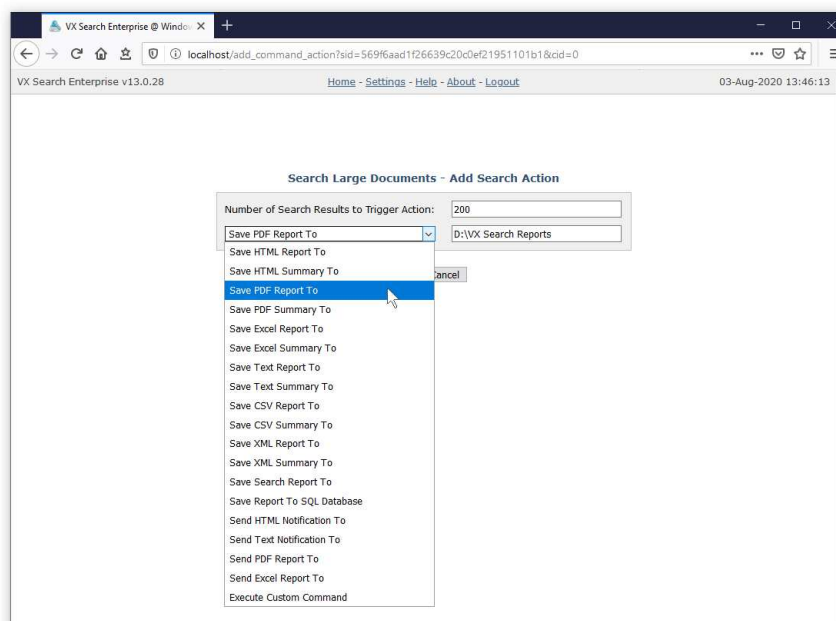 VX Search Enterprise @ Windov
localhost/add_command_action?sid=569f6aad1f26639c20c0ef21951101b1&cid=0
VX Search Enterprise v13.0.28 Home - Settings - Help - About - Logout 03-Aug-2020 13:46:13
Search Large Documents - Add Search Action
Number of Search Results to Trigger Action: 200
Save PDF Report To D:\VX Search Reports
Save HTML Report To
Save HTML Summary To
Cancel
Save PDF Report To
Save PDF Summary To
Save Excel Report To
Save Excel Summary To
Save Text Report To
Save Text Summary To
Save CSV Report To
Save CSV Summary To
Save XML Report To
Save XML Summary To
Save Search Report To
Save Report To SQL Database
Send HTML Notification To
Send Text Notification To
Send PDF Report To
Send Excel Report To
Execute Custom Command